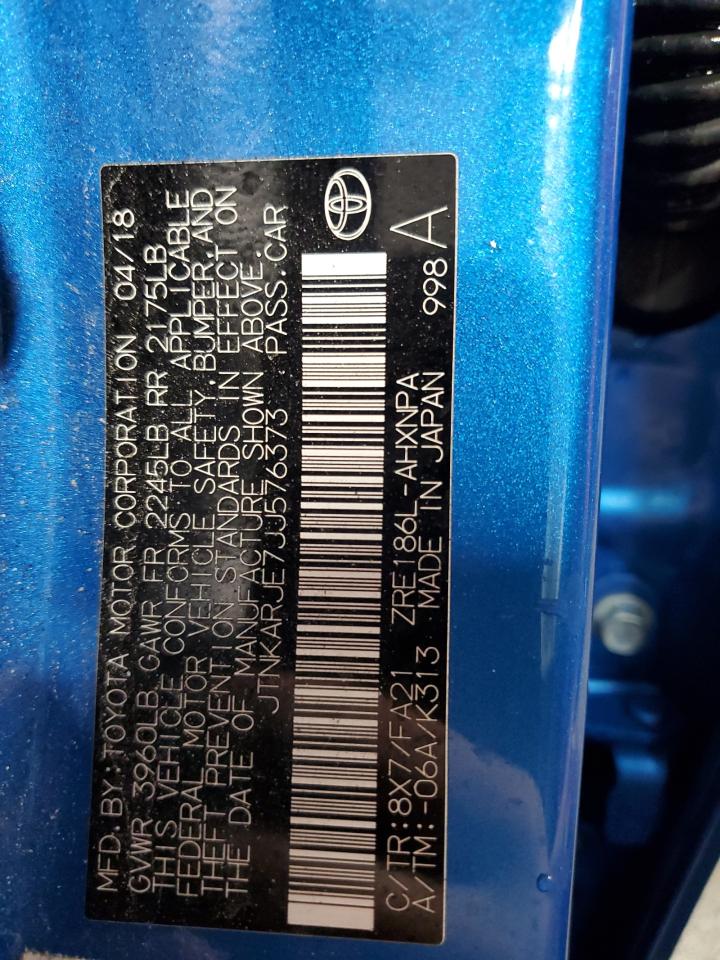 MFD. BY: TOYOTA MOTOR CORPORATION 04/18
GVWR 3960LB GAWR FR 2245LB RR 2175LB
THIS VEHICLE CONFORMS TO ALL APPLICABLE
FEDERAL MOTOR VEHICLE SAFETY, BUMPER, AND
THEFT PREVENTION STANDARDS IN EFFECT ON
THE DATE OF MANUFACTURE SHOWN ABOVE.
JTNKARJE7JJ576373 PASS. CAR
C/TR: 8X7/FA21 ZRE186L-AHXNPA
A/TM: -06A/K313 MADE IN JAPAN 998 A